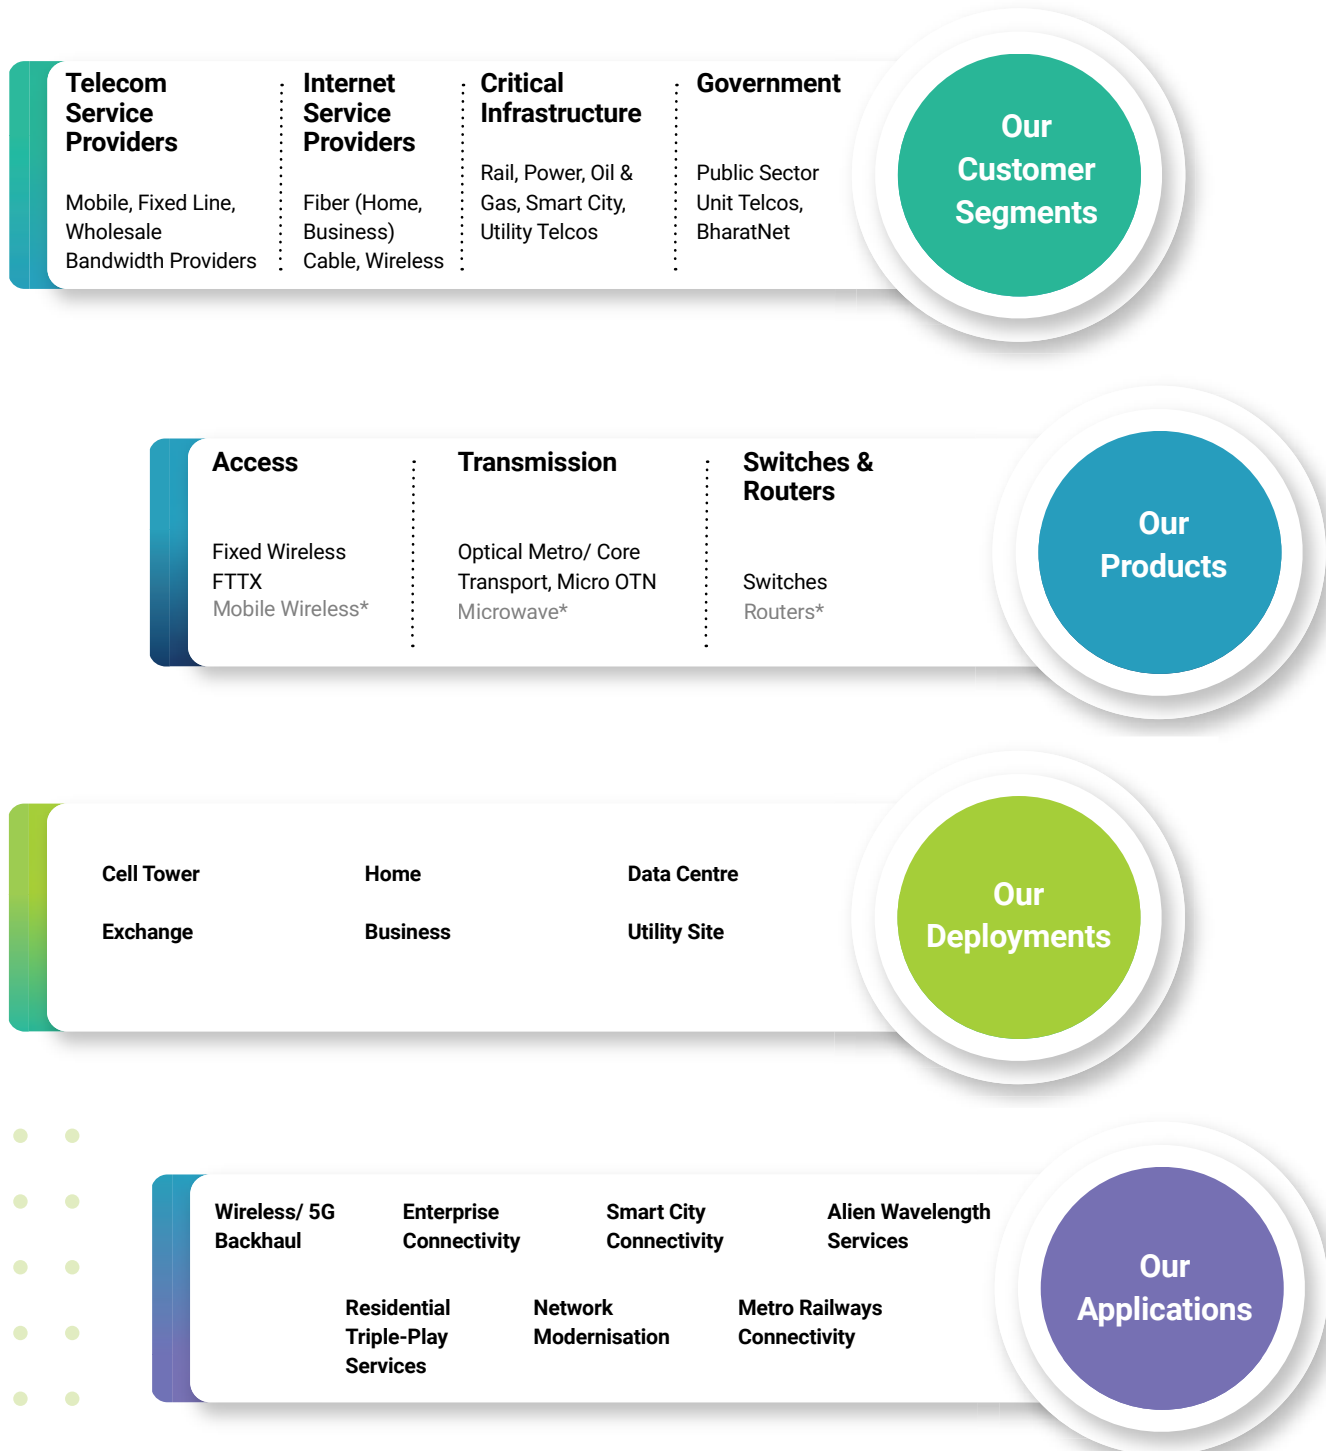 Telecom
Service
Providers
Mobile, Fixed Line,
Wholesale
Bandwidth Providers
Internet
Service
Providers
Fiber (Home,
Business)
Cable, Wireless
Critical
Infrastructure
Rail, Power, Oil &
Gas, Smart City,
Utility Telcos
Government
Public Sector
Unit Telcos,
BharatNet
Our
Customer
Segments
Access
Fixed Wireless
FTTX
Mobile Wireless*
Transmission
Optical Metro/ Core
Transport, Micro OTN
Microwave*
Switches &
Routers
Switches
Routers*
Our
Products
Cell Tower
Home
Data Centre
Exchange
Business
Utility Site
Our
Deployments
Wireless/ 5G
Backhaul
Enterprise
Connectivity
Smart City
Connectivity
Alien Wavelength
Services
Residential
Triple-Play
Services
Network
Modernisation
Metro Railways
Connectivity
Our
Applications